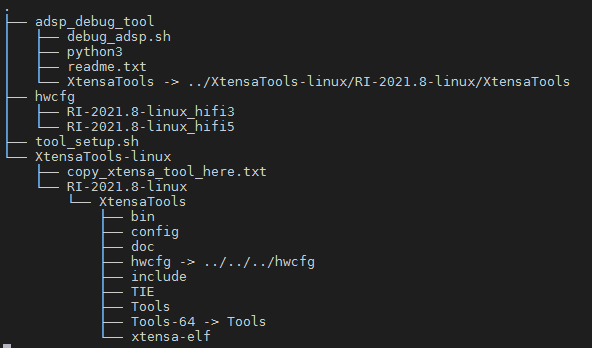 .
├── adsp_debug_tool
│   ├── debug_adsp.sh
│   ├── python3
│   ├── readme.txt
│   └── XtensaTools -> ../XtensaTools-linux/RI-2021.8-linux/XtensaTools
├── hwcfg
│   ├── RI-2021.8-linux_hifi3
│   └── RI-2021.8-linux_hifi5
├── tool_setup.sh
└── XtensaTools-linux
    ├── copy_xtensa_tool_here.txt
    └── RI-2021.8-linux
        └── XtensaTools
            ├── bin
            ├── config
            ├── doc
            ├── hwcfg -> ../../../hwcfg
            ├── include
            ├── TIE
            ├── Tools
            ├── Tools-64 -> Tools
            └── xtensa-elf